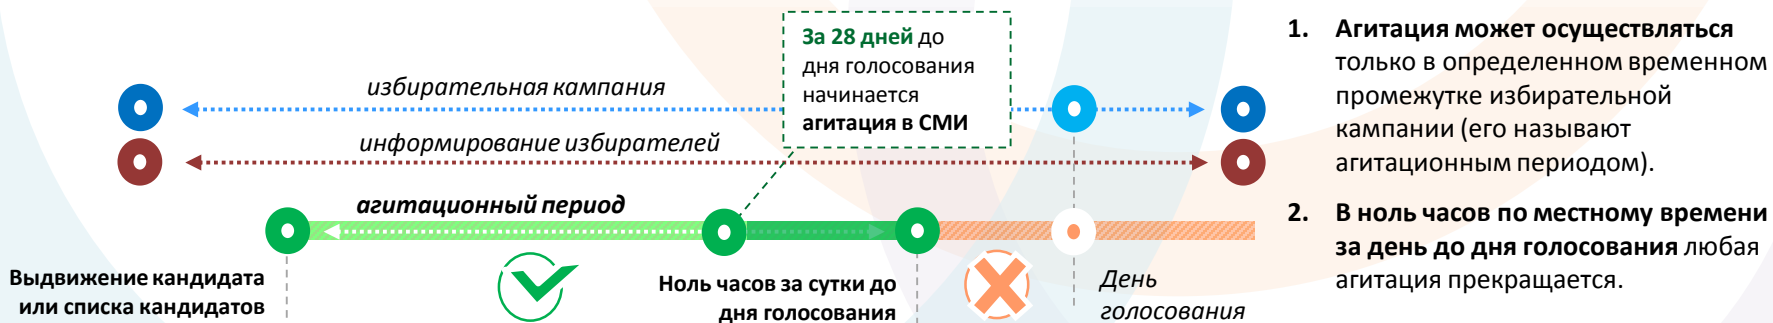 За 28 дней до
дня голосования
начинается
агитация в СМИ
избирательная кампания
информирование избирателей
агитационный период
Выдвижение кандидата
или списка кандидатов
Ноль часов за сутки до
дня голосования
День
голосования
1. Агитация может осуществляться
только в определенном временном
промежутке избирательной
кампании (его называют
агитационным периодом).
2. В ноль часов по местному времени
за день до дня голосования любая
агитация прекращается.